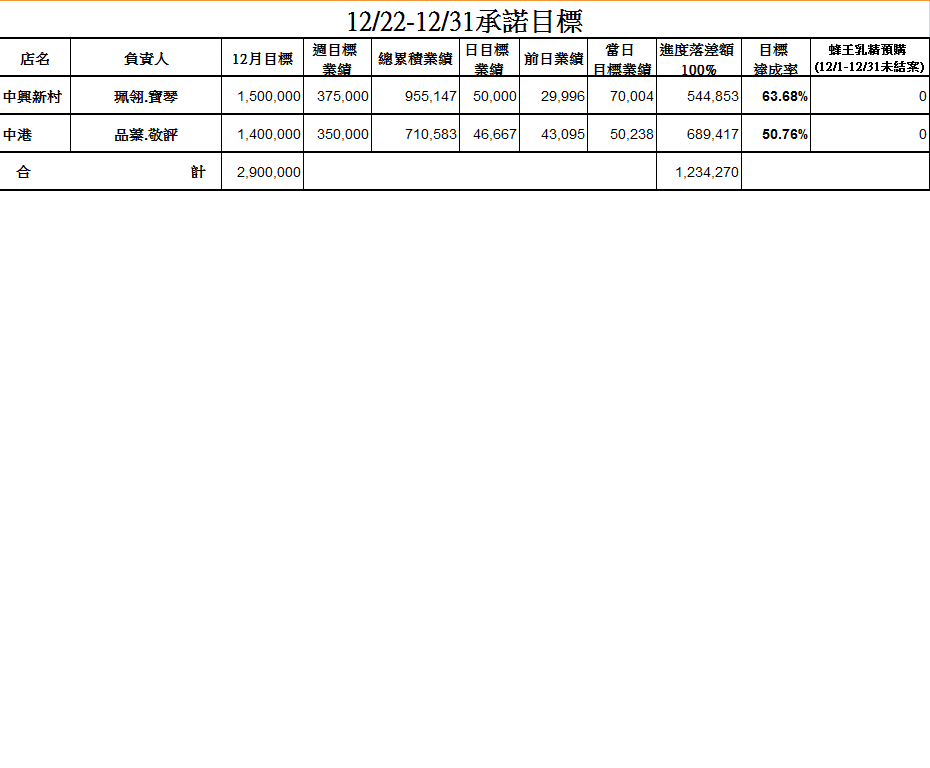 12/22-12/31承諾目標
店名 負責人 12月目標 週目標業績 總累積業績 日目標業績 前日業績 當日目標業績 進度落差額100% 目標達成率 蜂王乳精預購(12/1-12/31未結案)
中興新村 珮翎.寶琴 1,500,000 375,000 955,147 50,000 29,996 70,004 544,853 63.68% 0
中港 品蓁.敬評 1,400,000 350,000 710,583 46,667 43,095 50,238 689,417 50.76% 0
合計 2,900,000 1,234,270